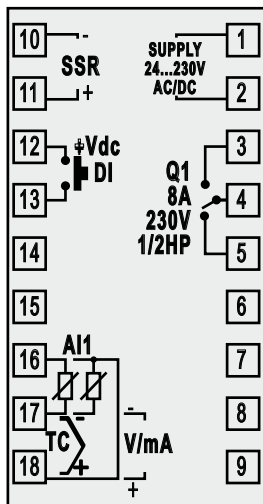 10 - SUPPLY 1
SSR 24...230V
11 + AC/DC 2
12 +Vdc 3
DI Q1
13 8A 4
230V
14 1/2HP 5
15 6
16 AI1 7
17 - 8
TC V/mA
18 + + 9